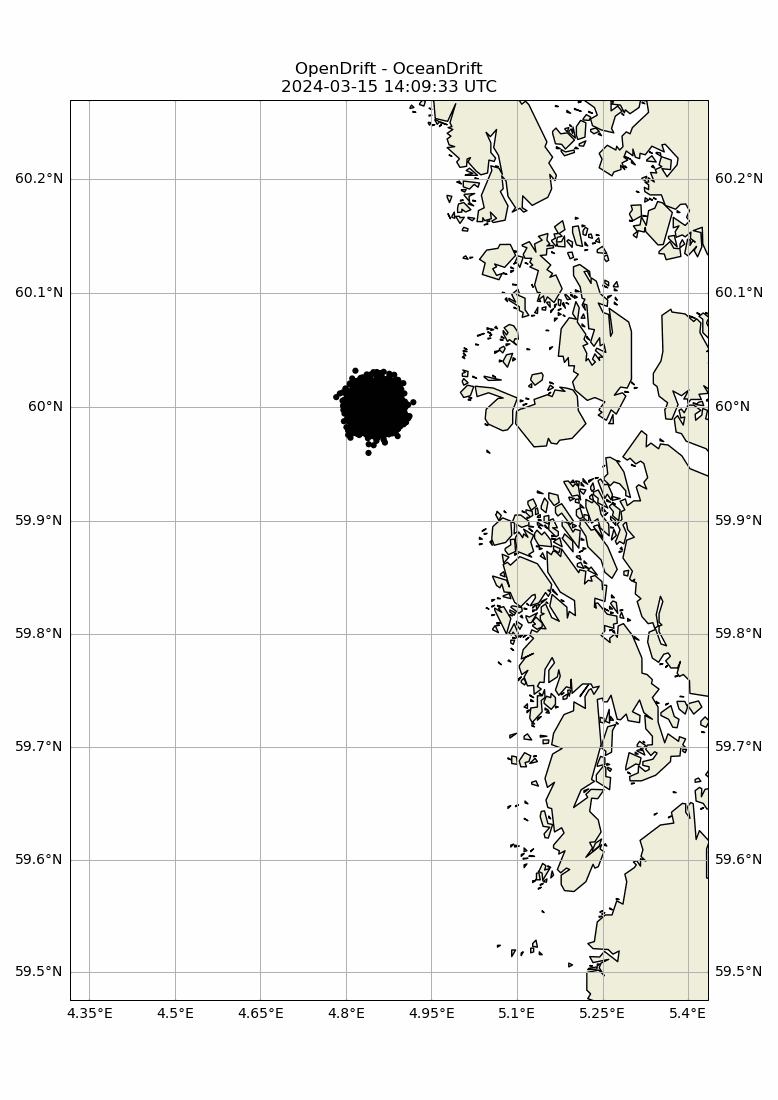 OpenDrift - OceanDrift
2024-03-15 14:09:33 UTC
60.2°N 60.2°N
60.1°N 60.1°N
60°N 60°N
59.9°N 59.9°N
59.8°N 59.8°N
59.7°N 59.7°N
59.6°N 59.6°N
59.5°N 59.5°N
4.35°E 4.5°E 4.65°E 4.8°E 4.95°E 5.1°E 5.25°E 5.4°E